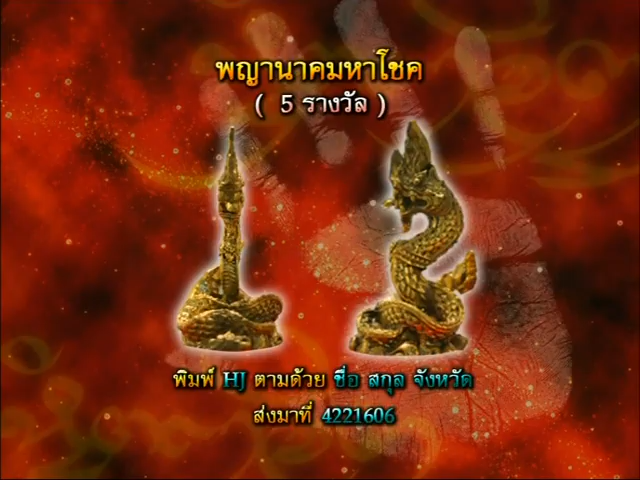 พญานาคมหาโชค
( 5 รางวัล )
พิมพ์ HJ ตามด้วย ชื่อ สกุล จังหวัด
ส่งมาที่ 4221606